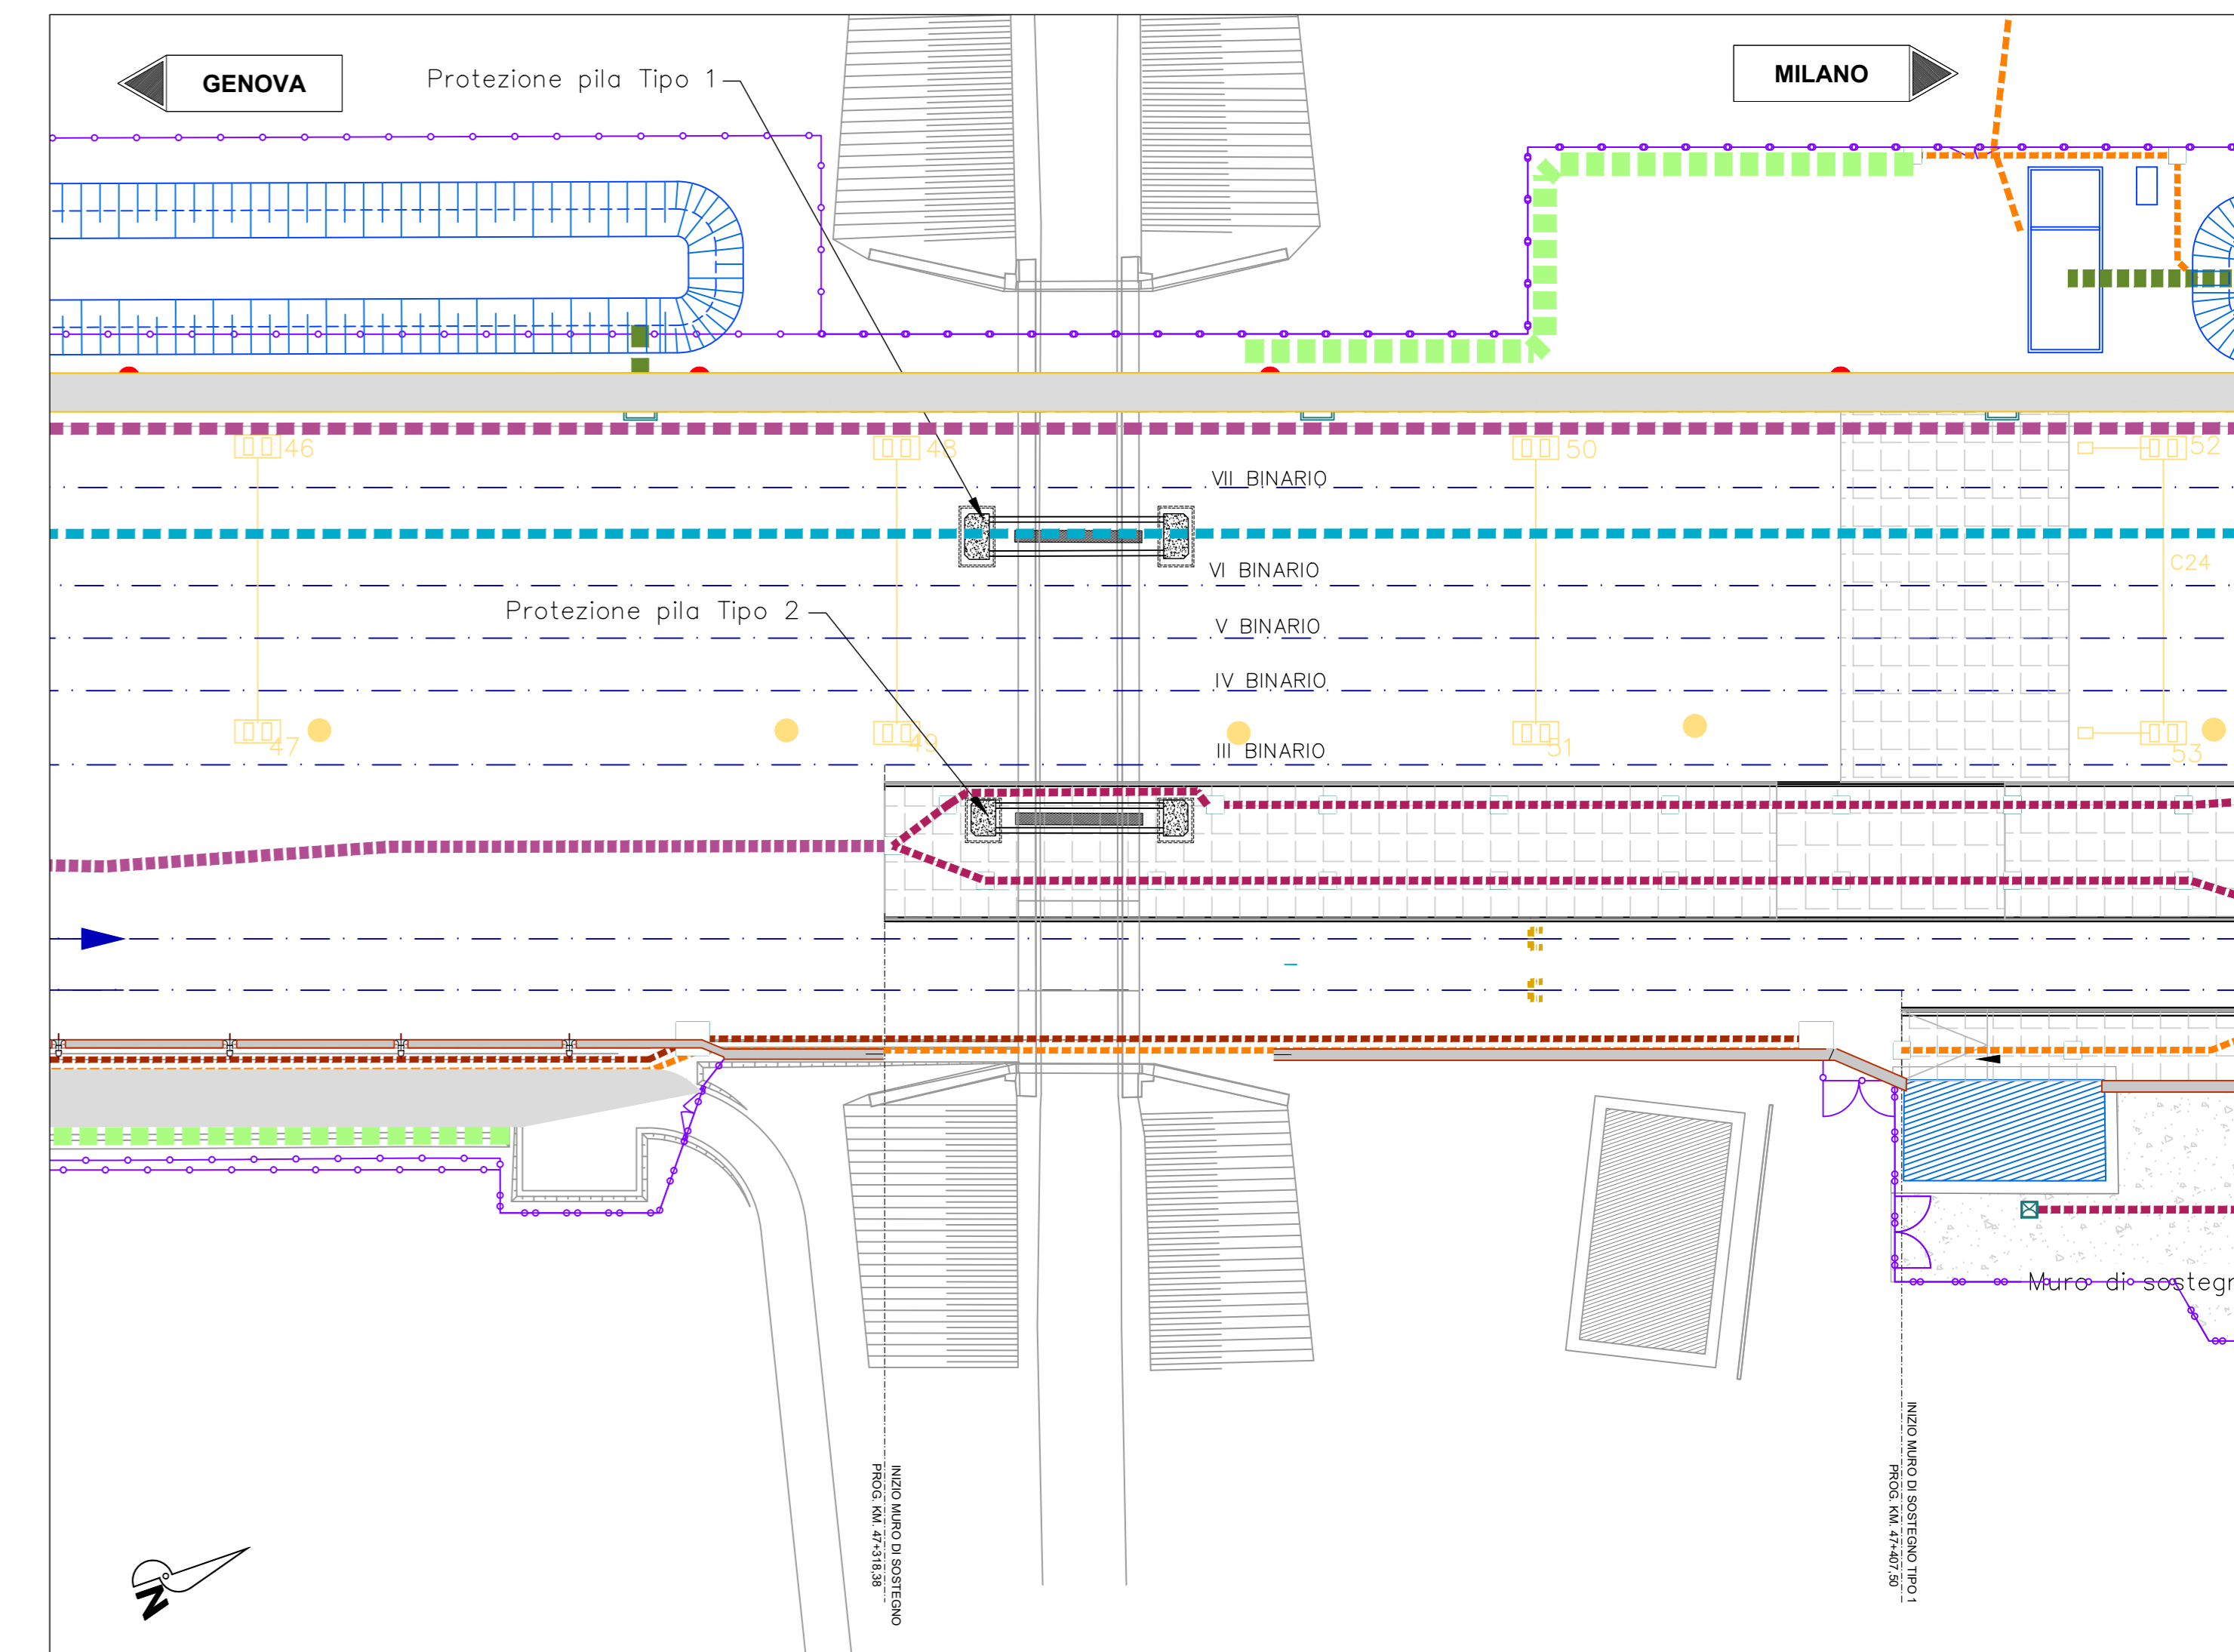 GENOVA
Protezione pila Tipo 1
MILANO
46
48
50
52
VII BINARIO
VI BINARIO
C24
Protezione pila Tipo 2
V BINARIO
IV BINARIO
47
49
51
53
III BINARIO
Muro di sostegn
INIZIO MURO DI SOSTEGNO
PROG. KM. 47+318,38
INIZIO MURO DI SOSTEGNO TIPO 1
PROG. KM. 47+407,50
N